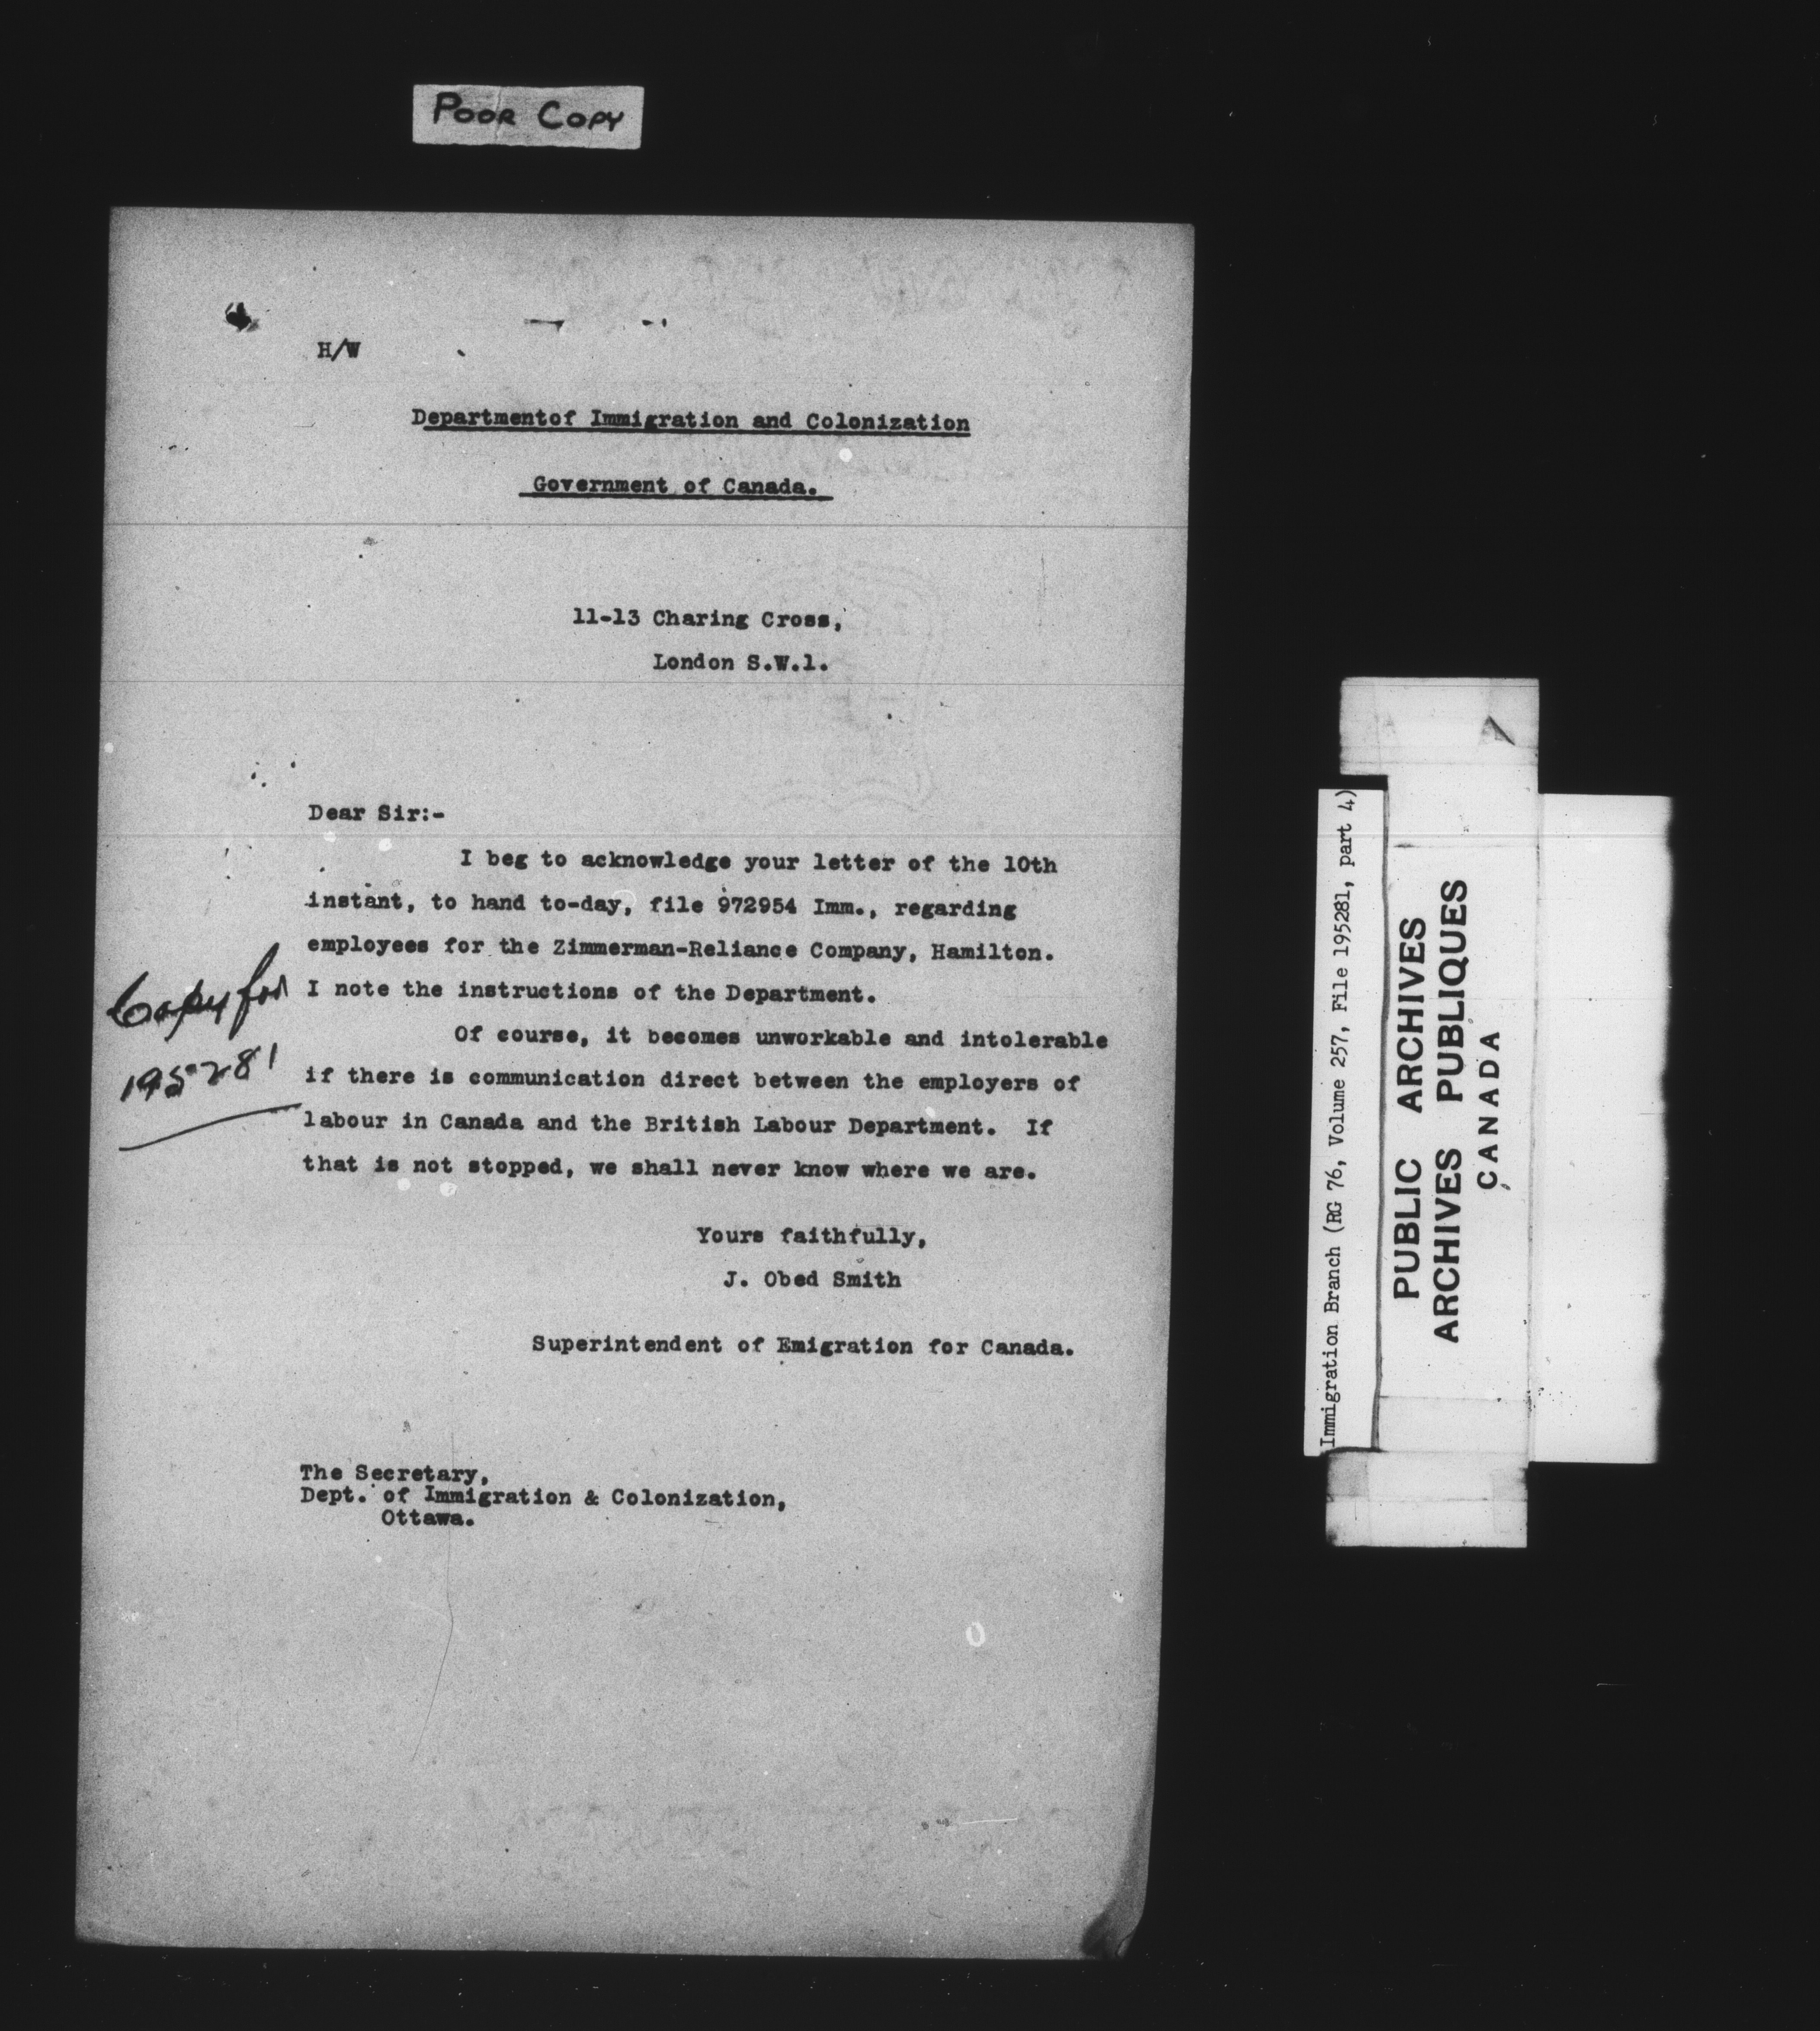 POOR COPY
H/W
Departmentof Immigration and Colonization
Government of Canada.
11-13 Charing Cross,
London S.W.1.
Dear Sir:-
I beg to acknowledge your letter of the 10th
instant, to hand to-day, file 972954 Imm., regarding
employees for the Zimmerman-Reliance Company, Hamilton.
I note the instructions of the Department.
Of course, it becomes unworkable and intolerable
if there is communication direct between the employers of
labour in Canada and the British Labour Department. If
that is not stopped, we shall never know where we are.
Copy for
195281
Yours faithfully,
J. Obed Smith
Superintendent of Emigration for Canada.
The Secretary,
Dept. of Immigration & Colonization,
Ottawa.
Immigration Branch (RG 76, Volume 257, File 195281, part 4)
PUBLIC ARCHIVES
ARCHIVES PUBLIQUES
CANADA